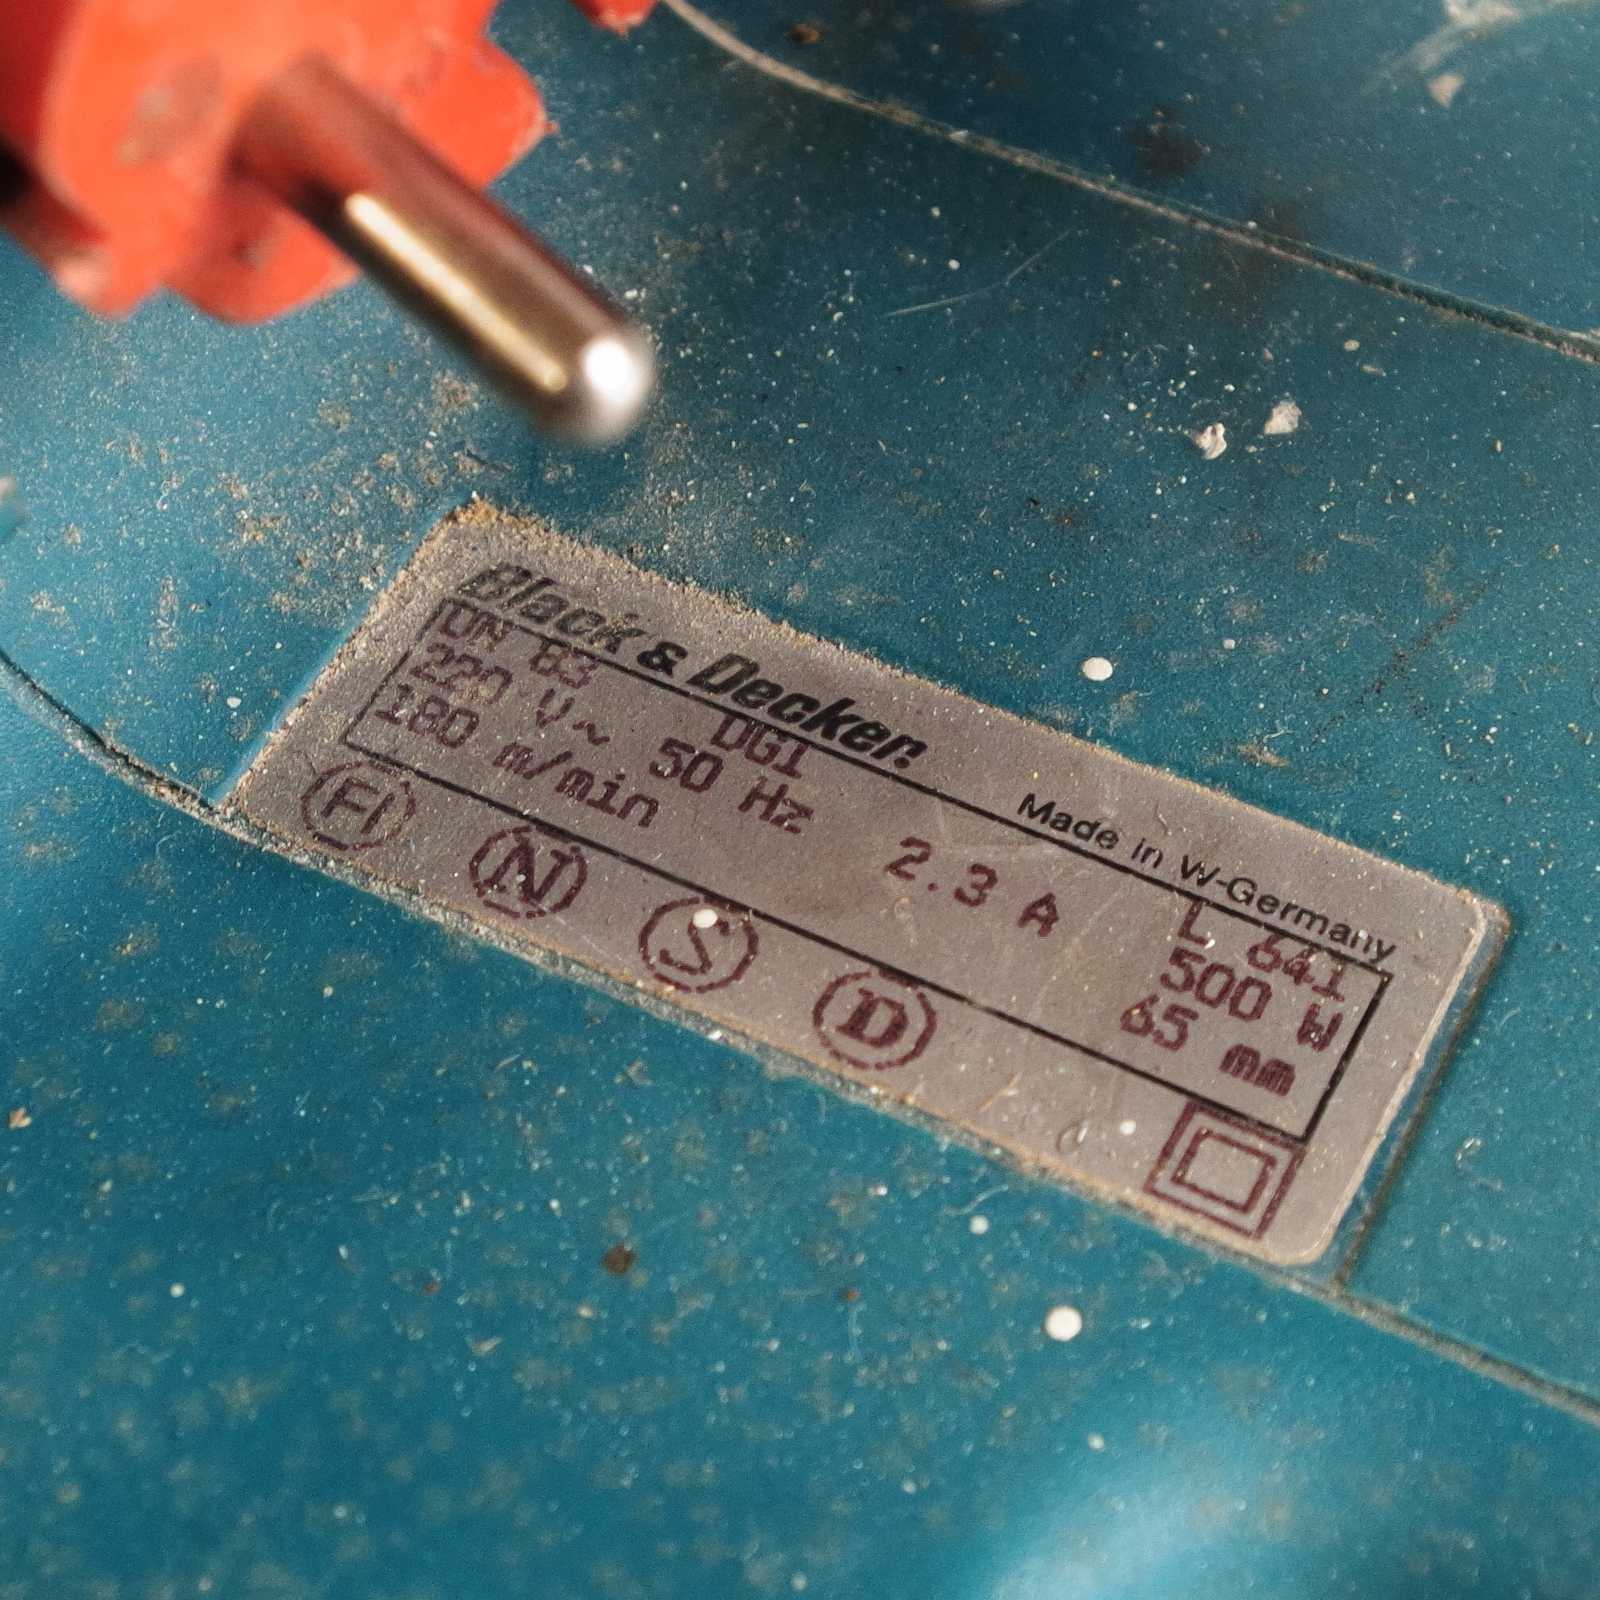 Black & Decker.
Made in W-Germany
DN 83 DG1 L 641
220 V~ 50 Hz 2.3 A 500 W
180 m/min 65 mm
FI N S D